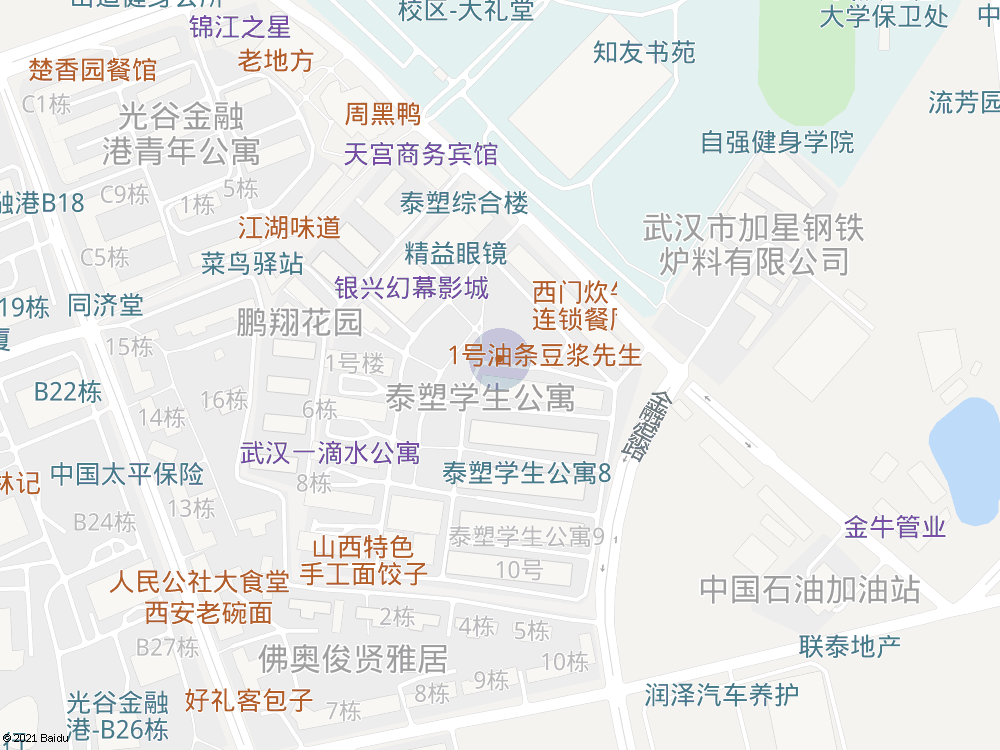 校区-大礼堂
大学保卫处
锦江之星
知友书苑
老地方
楚香园餐馆
C1栋
流芳园
周黑鸭
光谷金融
港青年公寓
自强健身学院
天宫商务宾馆
C9栋
5栋
1栋
融港B18
泰塑综合楼
武汉市加星钢铁
炉料有限公司
江湖味道
精益眼镜
C5栋
菜鸟驿站
银兴幻幕影城
西门炊
连锁餐
19栋
同济堂
鹏翔花园
15栋
1号楼
1号油条豆浆先生
B22栋
16栋
泰塑学生公寓
6栋
14栋
金融港路
武汉一滴水公寓
中国太平保险
8栋
泰塑学生公寓8
林记
13栋
B24栋
金牛管业
泰塑学生公寓9
山西特色
手工面饺子
10号
人民公社大食堂
中国石油加油站
西安老碗面
2栋
4栋
5栋
B27栋
联泰地产
佛奥俊贤雅居
10栋
9栋
8栋
润泽汽车养护
好礼客包子
光谷金融
港-B26栋
7栋
© 2021 Baidu